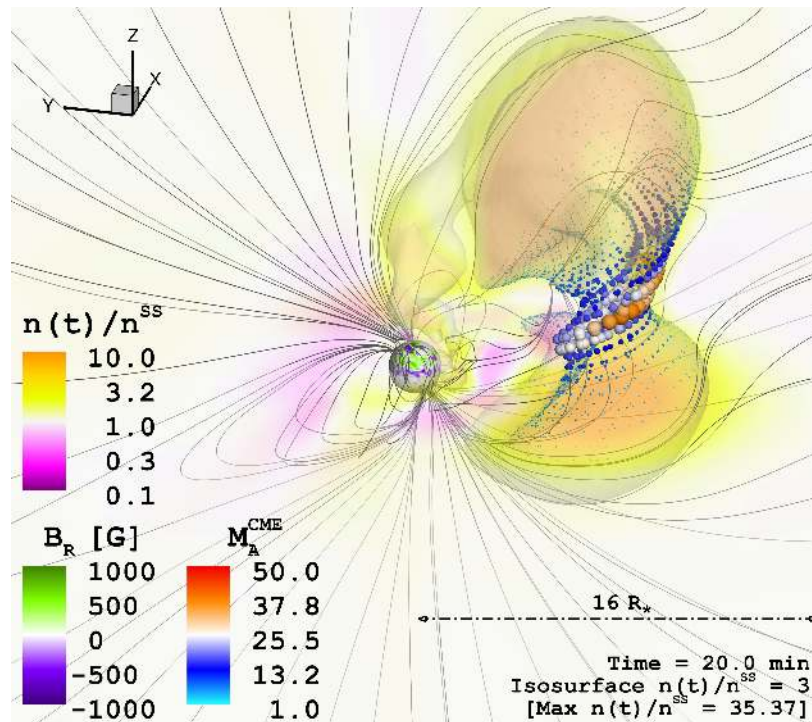 Z
X
Y
n(t)/n^SS
10.0
3.2
1.0
0.3
0.1
B_R [G]
1000
500
0
-500
-1000
M_A^CME
50.0
37.8
25.5
13.2
1.0
16 R_*
Time = 20.0 min
Isosurface n(t)/n^SS = 3
[Max n(t)/n^SS = 35.37]